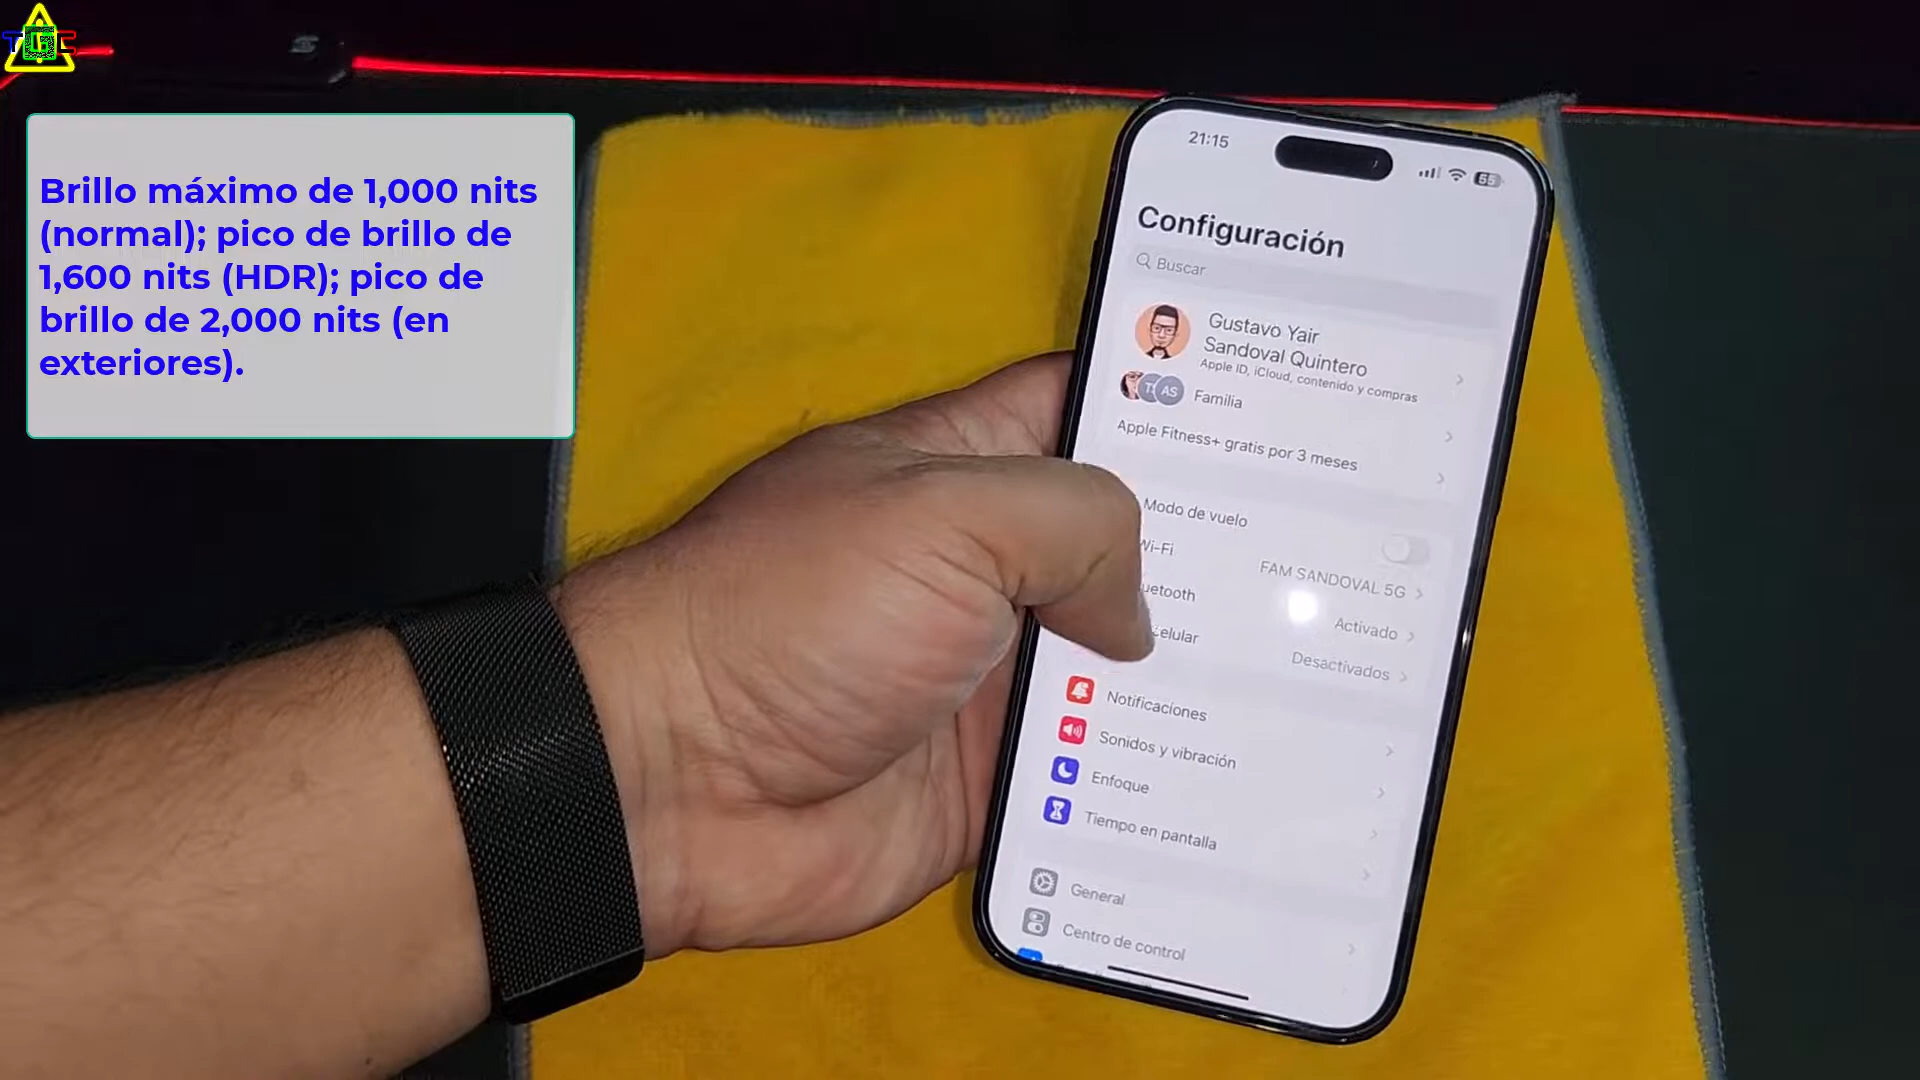 Brillo máximo de 1,000 nits
(normal); pico de brillo de
1,600 nits (HDR); pico de
brillo de 2,000 nits (en
exteriores).
21:15
55
Configuración
Buscar
Gustavo Yair
Sandoval Quintero
Apple ID, iCloud, contenido y compras
AS
Familia
Apple Fitness+ gratis por 3 meses
Modo de vuelo
Wi-Fi
FAM SANDOVAL 5G
uetooth
Activado
elular
Desactivados
Notificaciones
Sonidos y vibración
Enfoque
Tiempo en pantalla
General
Centro de control